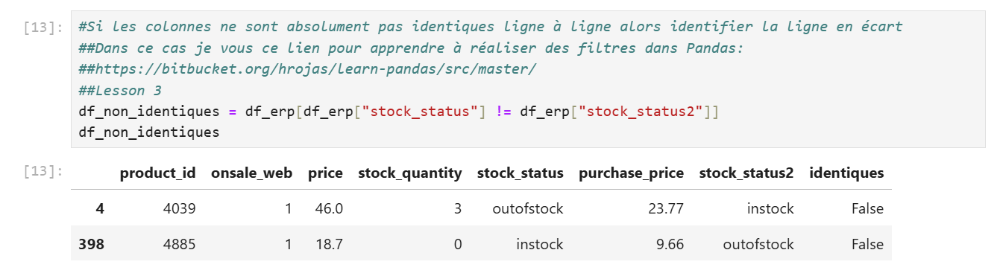 [13]: #Si les colonnes ne sont absolument pas identiques ligne à ligne alors identifier la ligne en écart
##Dans ce cas je vous ce lien pour apprendre à réaliser des filtres dans Pandas:
##https://bitbucket.org/hrojas/learn-pandas/src/master/
##Lesson 3
df_non_identiques = df_erp[df_erp["stock_status"] != df_erp["stock_status2"]]
df_non_identiques
[13]: product_id onsale_web price stock_quantity stock_status purchase_price stock_status2 identiques
4 4039 1 46.0 3 outofstock 23.77 instock False
398 4885 1 18.7 0 instock 9.66 outofstock False